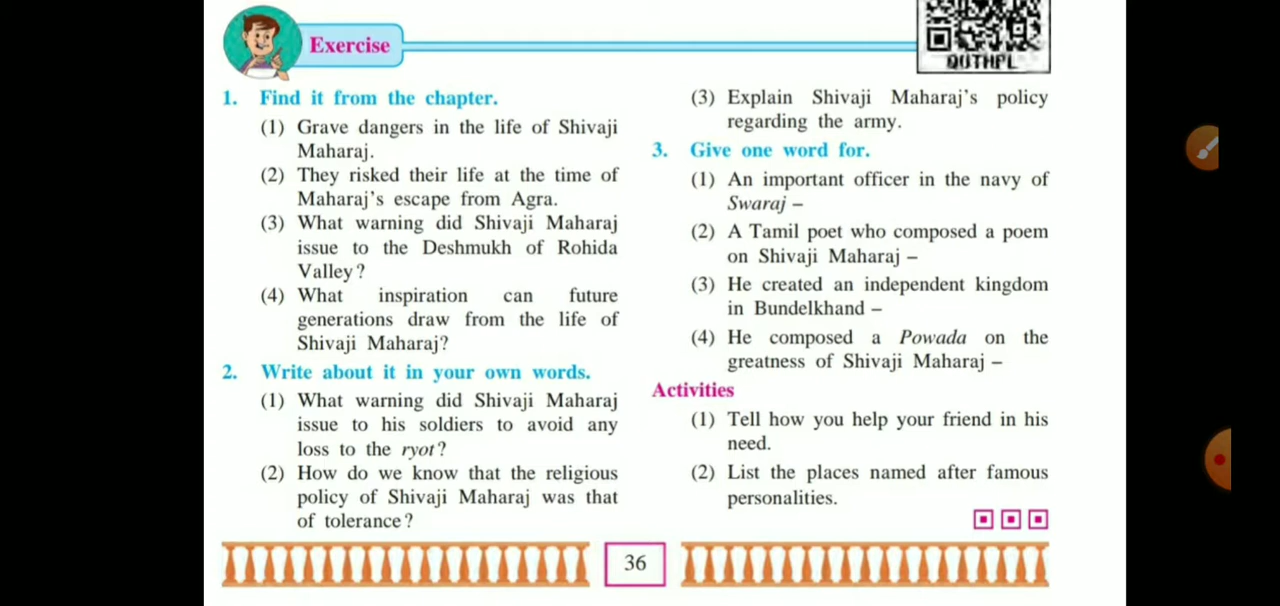 Exercise
QUTHPL
1. Find it from the chapter.
(1) Grave dangers in the life of Shivaji
Maharaj.
(2) They risked their life at the time of
Maharaj's escape from Agra.
(3) What warning did Shivaji Maharaj
issue to the Deshmukh of Rohida
Valley?
(4) What inspiration can future
generations draw from the life of
Shivaji Maharaj?
2. Write about it in your own words.
(1) What warning did Shivaji Maharaj
issue to his soldiers to avoid any
loss to the ryot?
(2) How do we know that the religious
policy of Shivaji Maharaj was that
of tolerance?
(3) Explain Shivaji Maharaj's policy
regarding the army.
3. Give one word for.
(1) An important officer in the navy of
Swaraj –
(2) A Tamil poet who composed a poem
on Shivaji Maharaj –
(3) He created an independent kingdom
in Bundelkhand –
(4) He composed a Powada on the
greatness of Shivaji Maharaj –
Activities
(1) Tell how you help your friend in his
need.
(2) List the places named after famous
personalities.
36